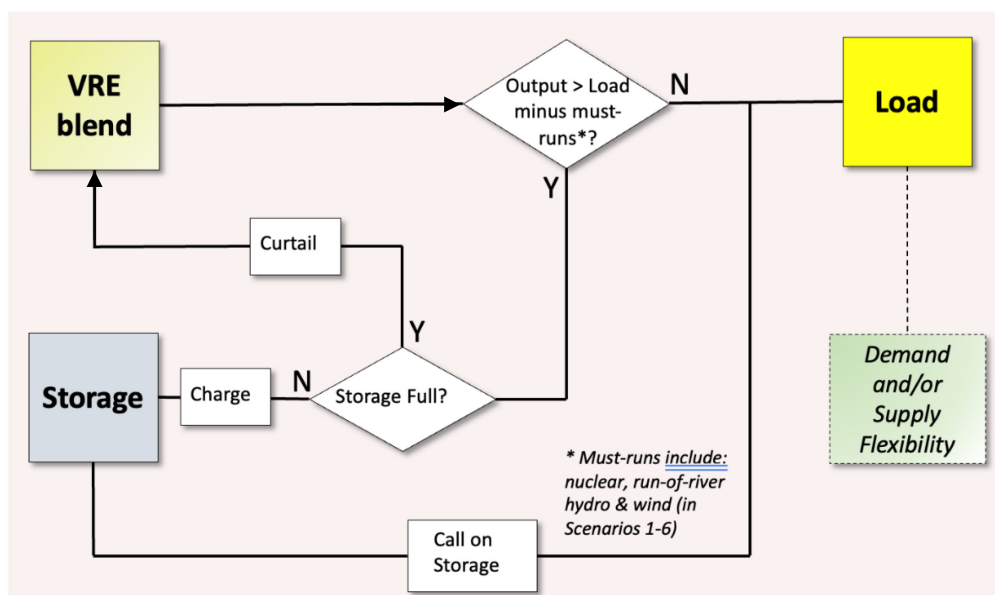 VRE
blend
Output > Load
minus must-
runs*?
N
Load
Y
Curtail
Y
Storage
Charge
N
Storage Full?
Demand
and/or
Supply
Flexibility
* Must-runs include:
nuclear, run-of-river
hydro & wind (in
Scenarios 1-6)
Call on
Storage